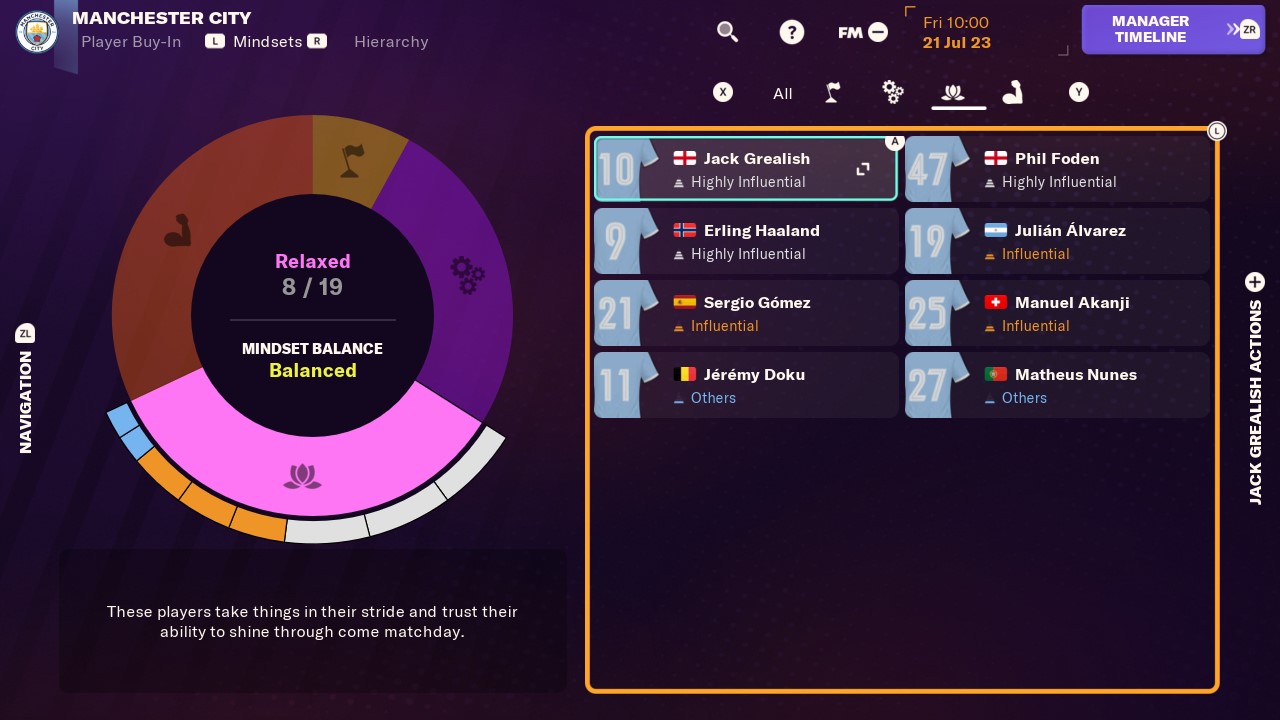 MANCHESTER CITY
Player Buy-In L Mindsets R Hierarchy
MANCHESTER
CITY
?
FM
Fri 10:00
21 Jul 23
MANAGER
TIMELINE
ZR
X All Y
L
A
10 Jack Grealish
Highly Influential
47 Phil Foden
Highly Influential
9 Erling Haaland
Highly Influential
19 Julián Álvarez
Influential
21 Sergio Gómez
Influential
25 Manuel Akanji
Influential
11 Jérémy Doku
Others
27 Matheus Nunes
Others
Relaxed
8 / 19
MINDSET BALANCE
Balanced
ZL
NAVIGATION
JACK GREALISH ACTIONS
These players take things in their stride and trust their
ability to shine through come matchday.